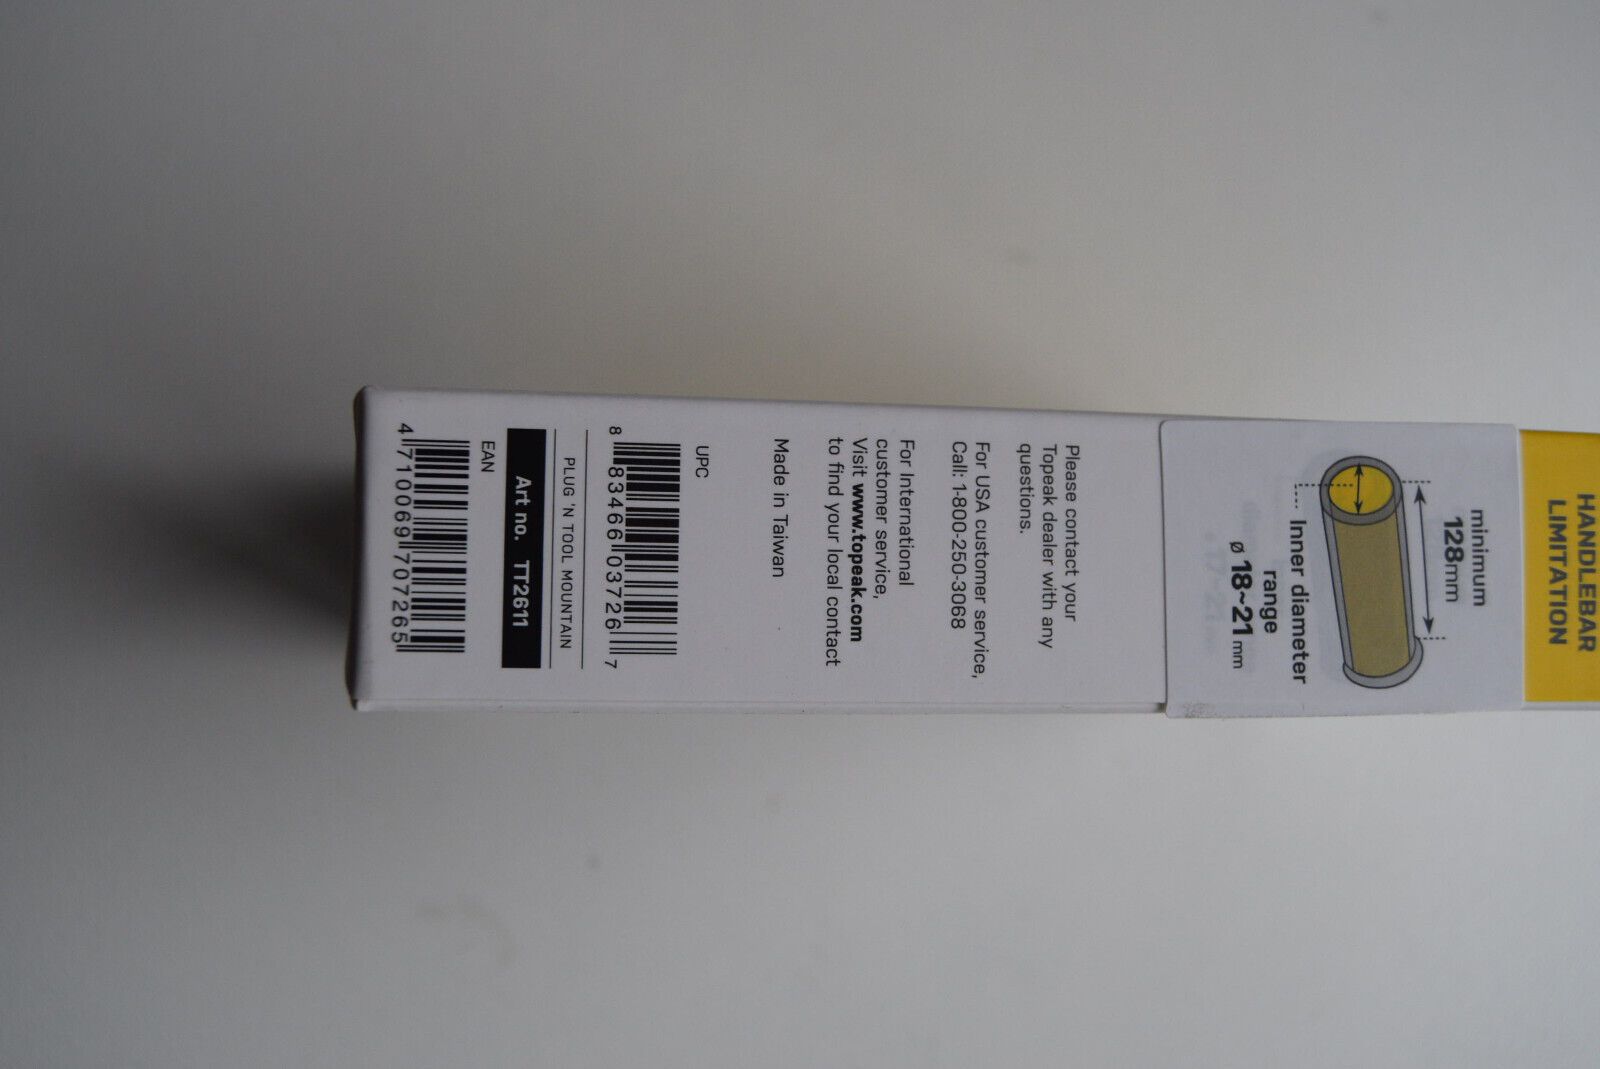 HANDLEBAR
LIMITATION
minimum
128mm
Inner diameter
range
ø 18~21 mm
Please contact your
Topeak dealer with any
questions.
For USA customer service,
Call: 1-800-250-3068
For International
customer service,
Visit www.topeak.com
to find your local contact
Made in Taiwan
UPC
8 83466 03726 7
PLUG 'N TOOL MOUNTAIN
Art no. TT2611
EAN
4 710069 707265